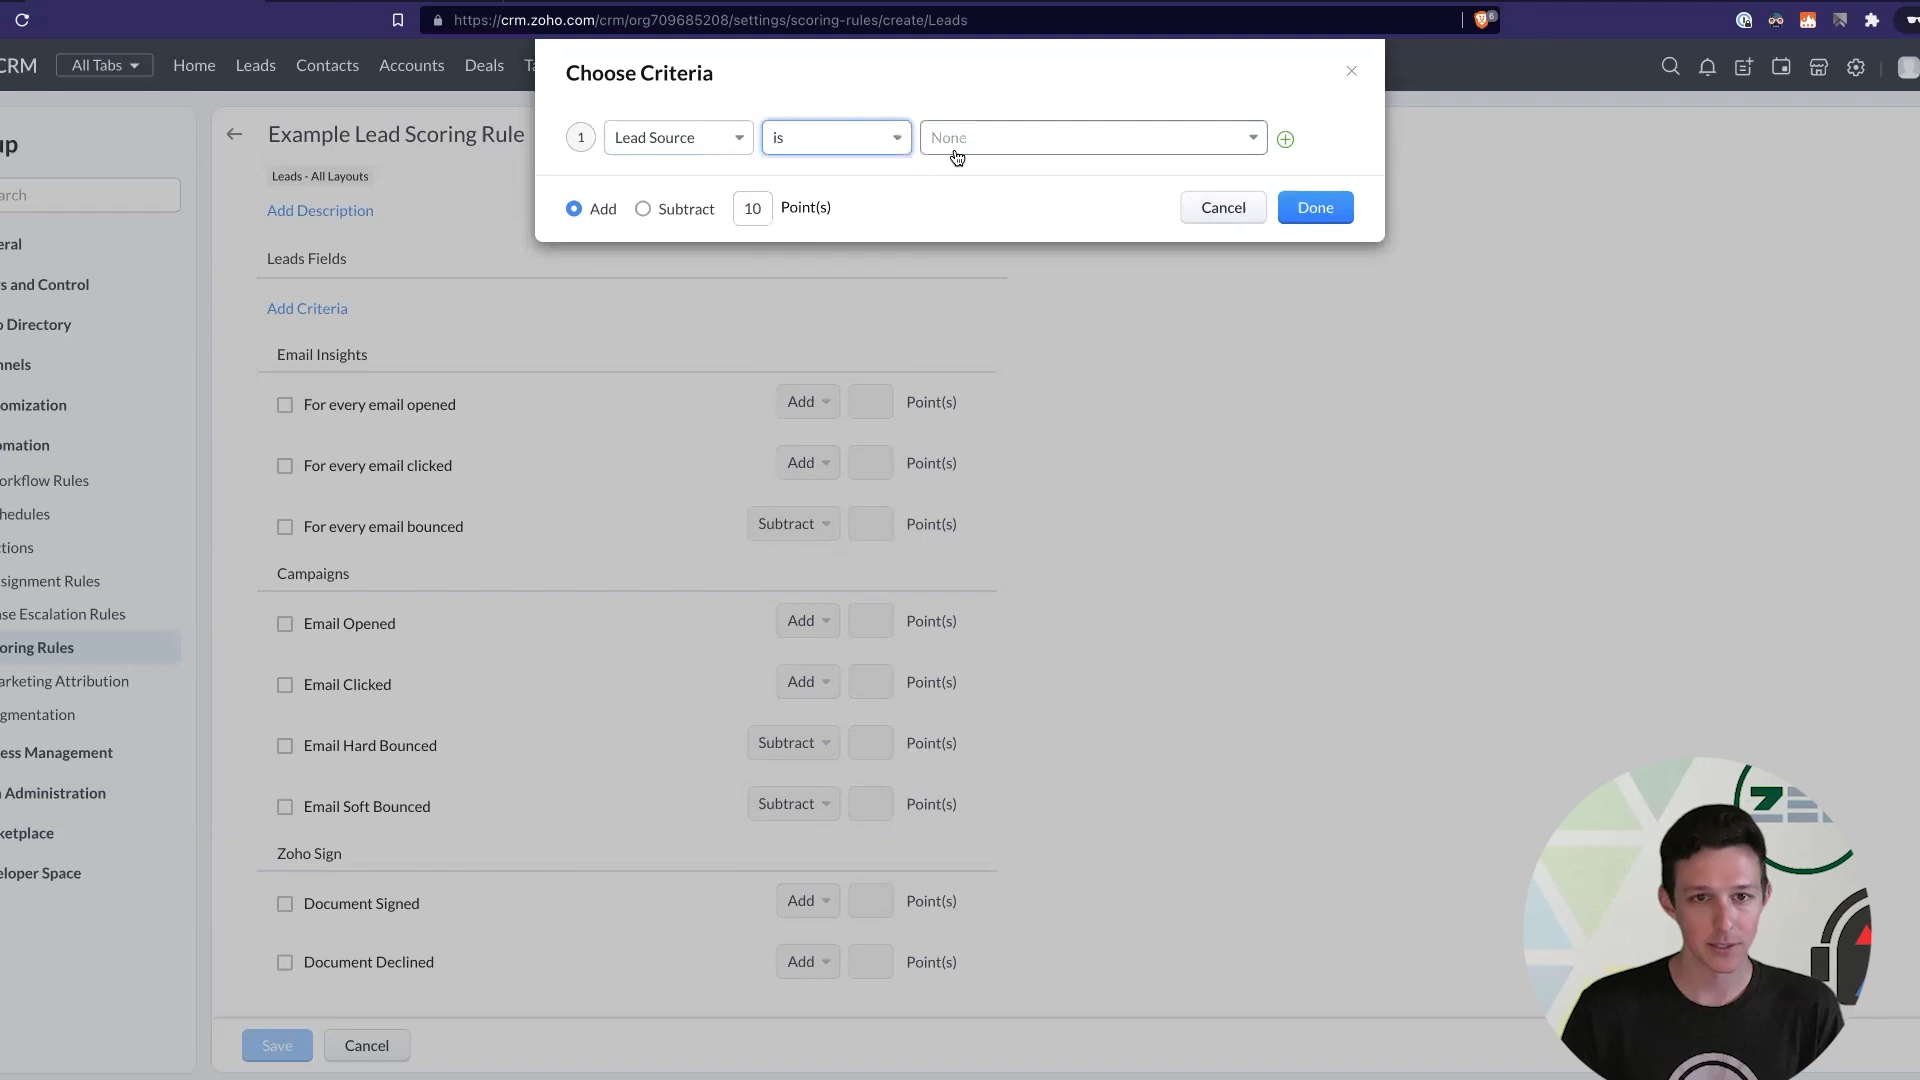 https://crm.zoho.com/crm/org709685208/settings/scoring-rules/create/Leads
6
CRM
All Tabs
Home
Leads
Contacts
Accounts
Deals
Ta
Choose Criteria
1
Lead Source
is
None
Add
Subtract
10
Point(s)
Cancel
Done
up
arch
eral
s and Control
o Directory
nnels
omization
omation
orkflow Rules
hedules
ctions
signment Rules
ase Escalation Rules
oring Rules
arketing Attribution
gmentation
ess Management
a Administration
ketplace
eloper Space
Example Lead Scoring Rule
Leads - All Layouts
Add Description
Leads Fields
Add Criteria
Email Insights
For every email opened
Add
Point(s)
For every email clicked
Add
Point(s)
For every email bounced
Subtract
Point(s)
Campaigns
Email Opened
Add
Point(s)
Email Clicked
Add
Point(s)
Email Hard Bounced
Subtract
Point(s)
Email Soft Bounced
Subtract
Point(s)
Zoho Sign
Document Signed
Add
Point(s)
Document Declined
Add
Point(s)
Save
Cancel